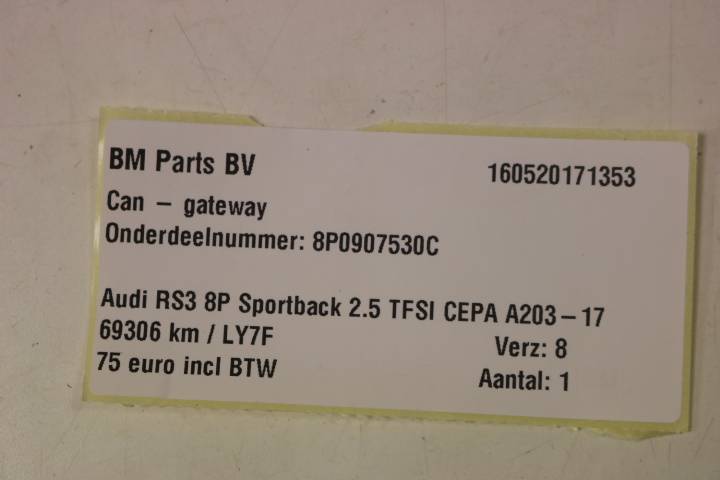 BM Parts BV 160520171353
Can – gateway
Onderdeelnummer: 8P0907530C
Audi RS3 8P Sportback 2.5 TFSI CEPA A203–17
69306 km / LY7F Verz: 8
75 euro incl BTW Aantal: 1